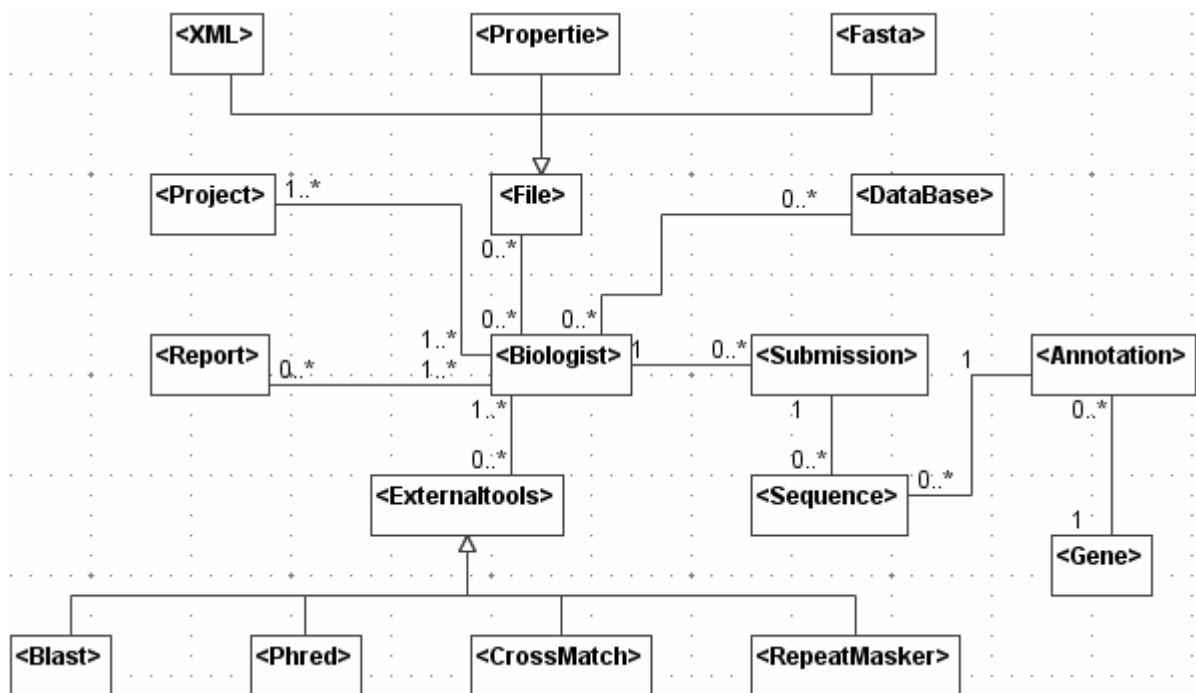 <XML>
<Propertie>
<Fasta>
<Project>
1..*
<File>
0..*
<DataBase>
0..*
0..*
0..*
1..*
<Report>
0..*
1..*
<Biologist>
1
0..*
<Submission>
1
<Annotation>
1..*
1
0..*
0..*
0..*
<Externaltools>
<Sequence>
0..*
1
<Gene>
<Blast>
<Phred>
<CrossMatch>
<RepeatMasker>